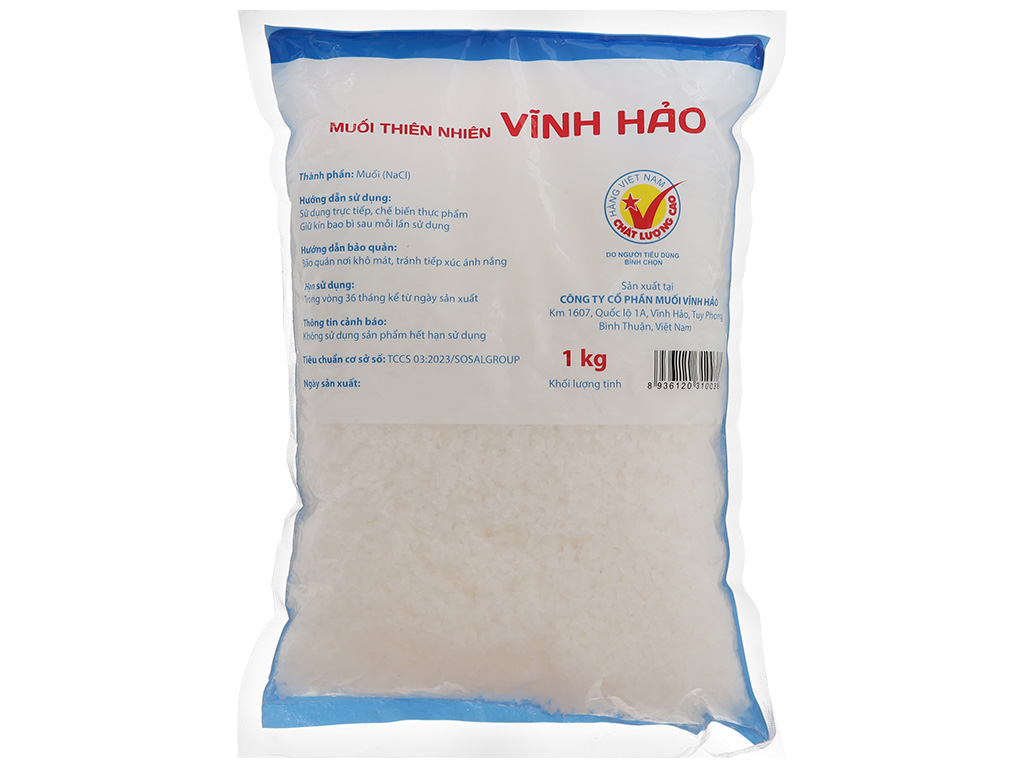 MUỐI THIÊN NHIÊN VĨNH HẢO
Thành phần: Muối (NaCl)
Hướng dẫn sử dụng:
Sử dụng trực tiếp, chế biến thực phẩm
Giữ kín bao bì sau mỗi lần sử dụng
Hướng dẫn bảo quản:
Bảo quản nơi khô mát, tránh tiếp xúc ánh nắng
Hạn sử dụng:
Trong vòng 36 tháng kể từ ngày sản xuất
Thông tin cảnh báo:
Không sử dụng sản phẩm hết hạn sử dụng
Tiêu chuẩn cơ sở số: TCCS 03:2023/SOSALGROUP
Ngày sản xuất:
HÀNG VIỆT NAM
CHẤT LƯỢNG CAO
DO NGƯỜI TIÊU DÙNG
BÌNH CHỌN
Sản xuất tại
CÔNG TY CỔ PHẦN MUỐI VĨNH HẢO
Km 1607, Quốc lộ 1A, Vĩnh Hảo, Tuy Phong
Bình Thuận, Việt Nam
1 kg
Khối lượng tịnh
8 936120 310038